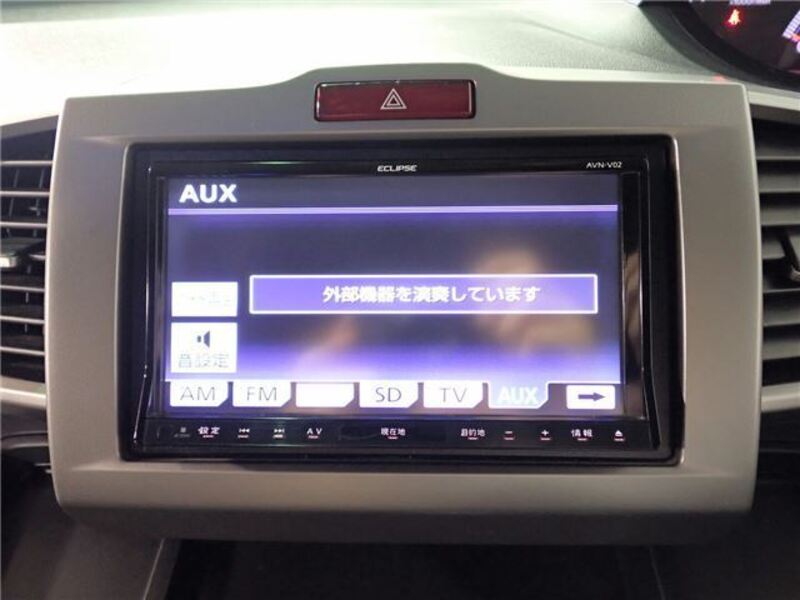 ECLIPSE AVN-V02
AUX
外部機器を演奏しています
音設定
AM FM SD TV AUX
設定 AV 現在地 目的地 − + 情報